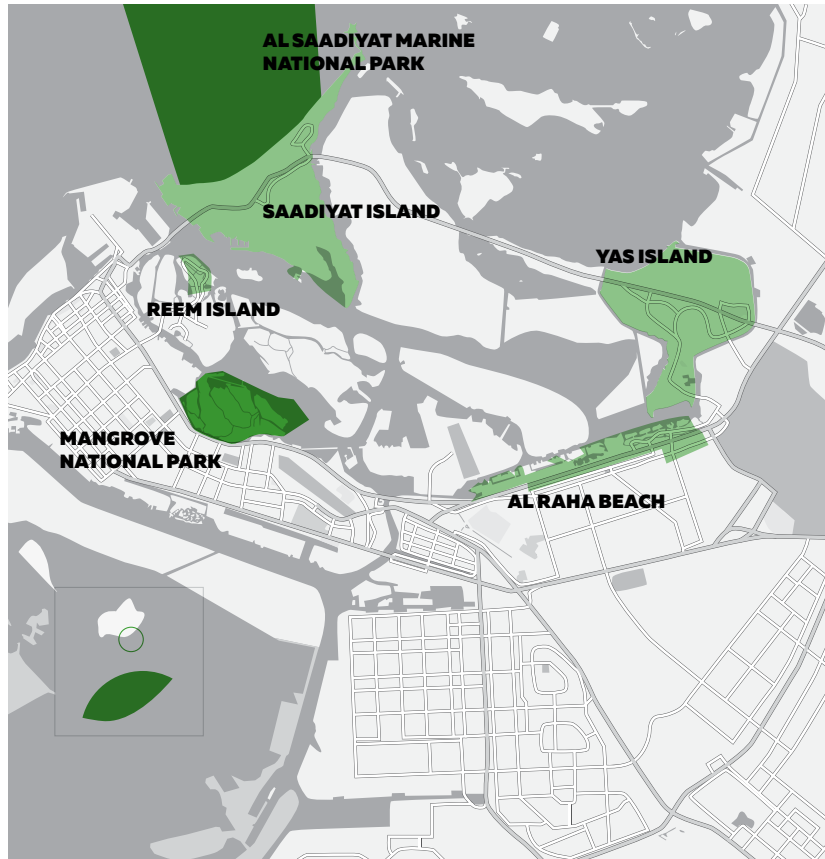 AL SAADIYAT MARINE
NATIONAL PARK
SAADIYAT ISLAND
YAS ISLAND
REEM ISLAND
MANGROVE
NATIONAL PARK
AL RAHA BEACH